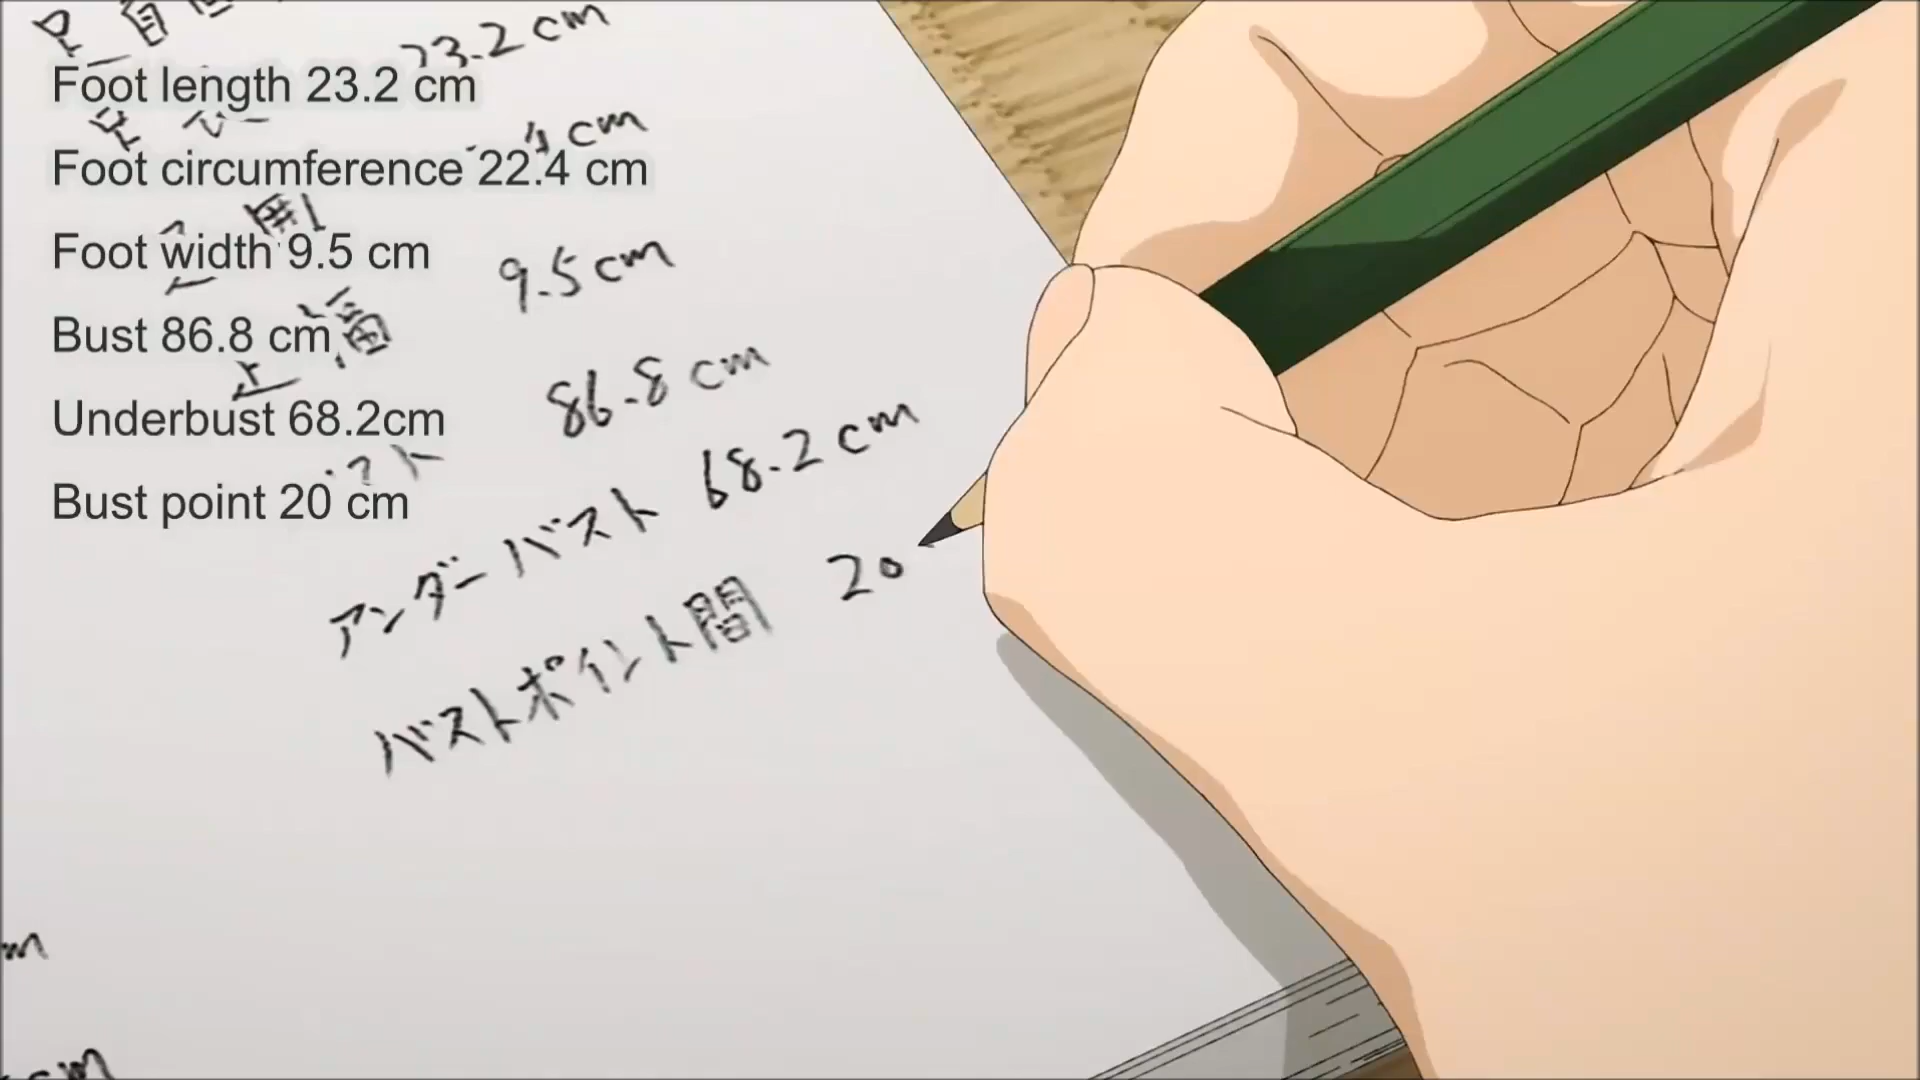 23.2 cm
Foot length 23.2 cm
cm
Foot circumference 22.4 cm
Foot width 9.5 cm
9.5cm
Bust 86.8 cm
86.8 cm
Underbust 68.2cm
アンダーバスト 68.2 cm
Bust point 20 cm
バストポイント間 20